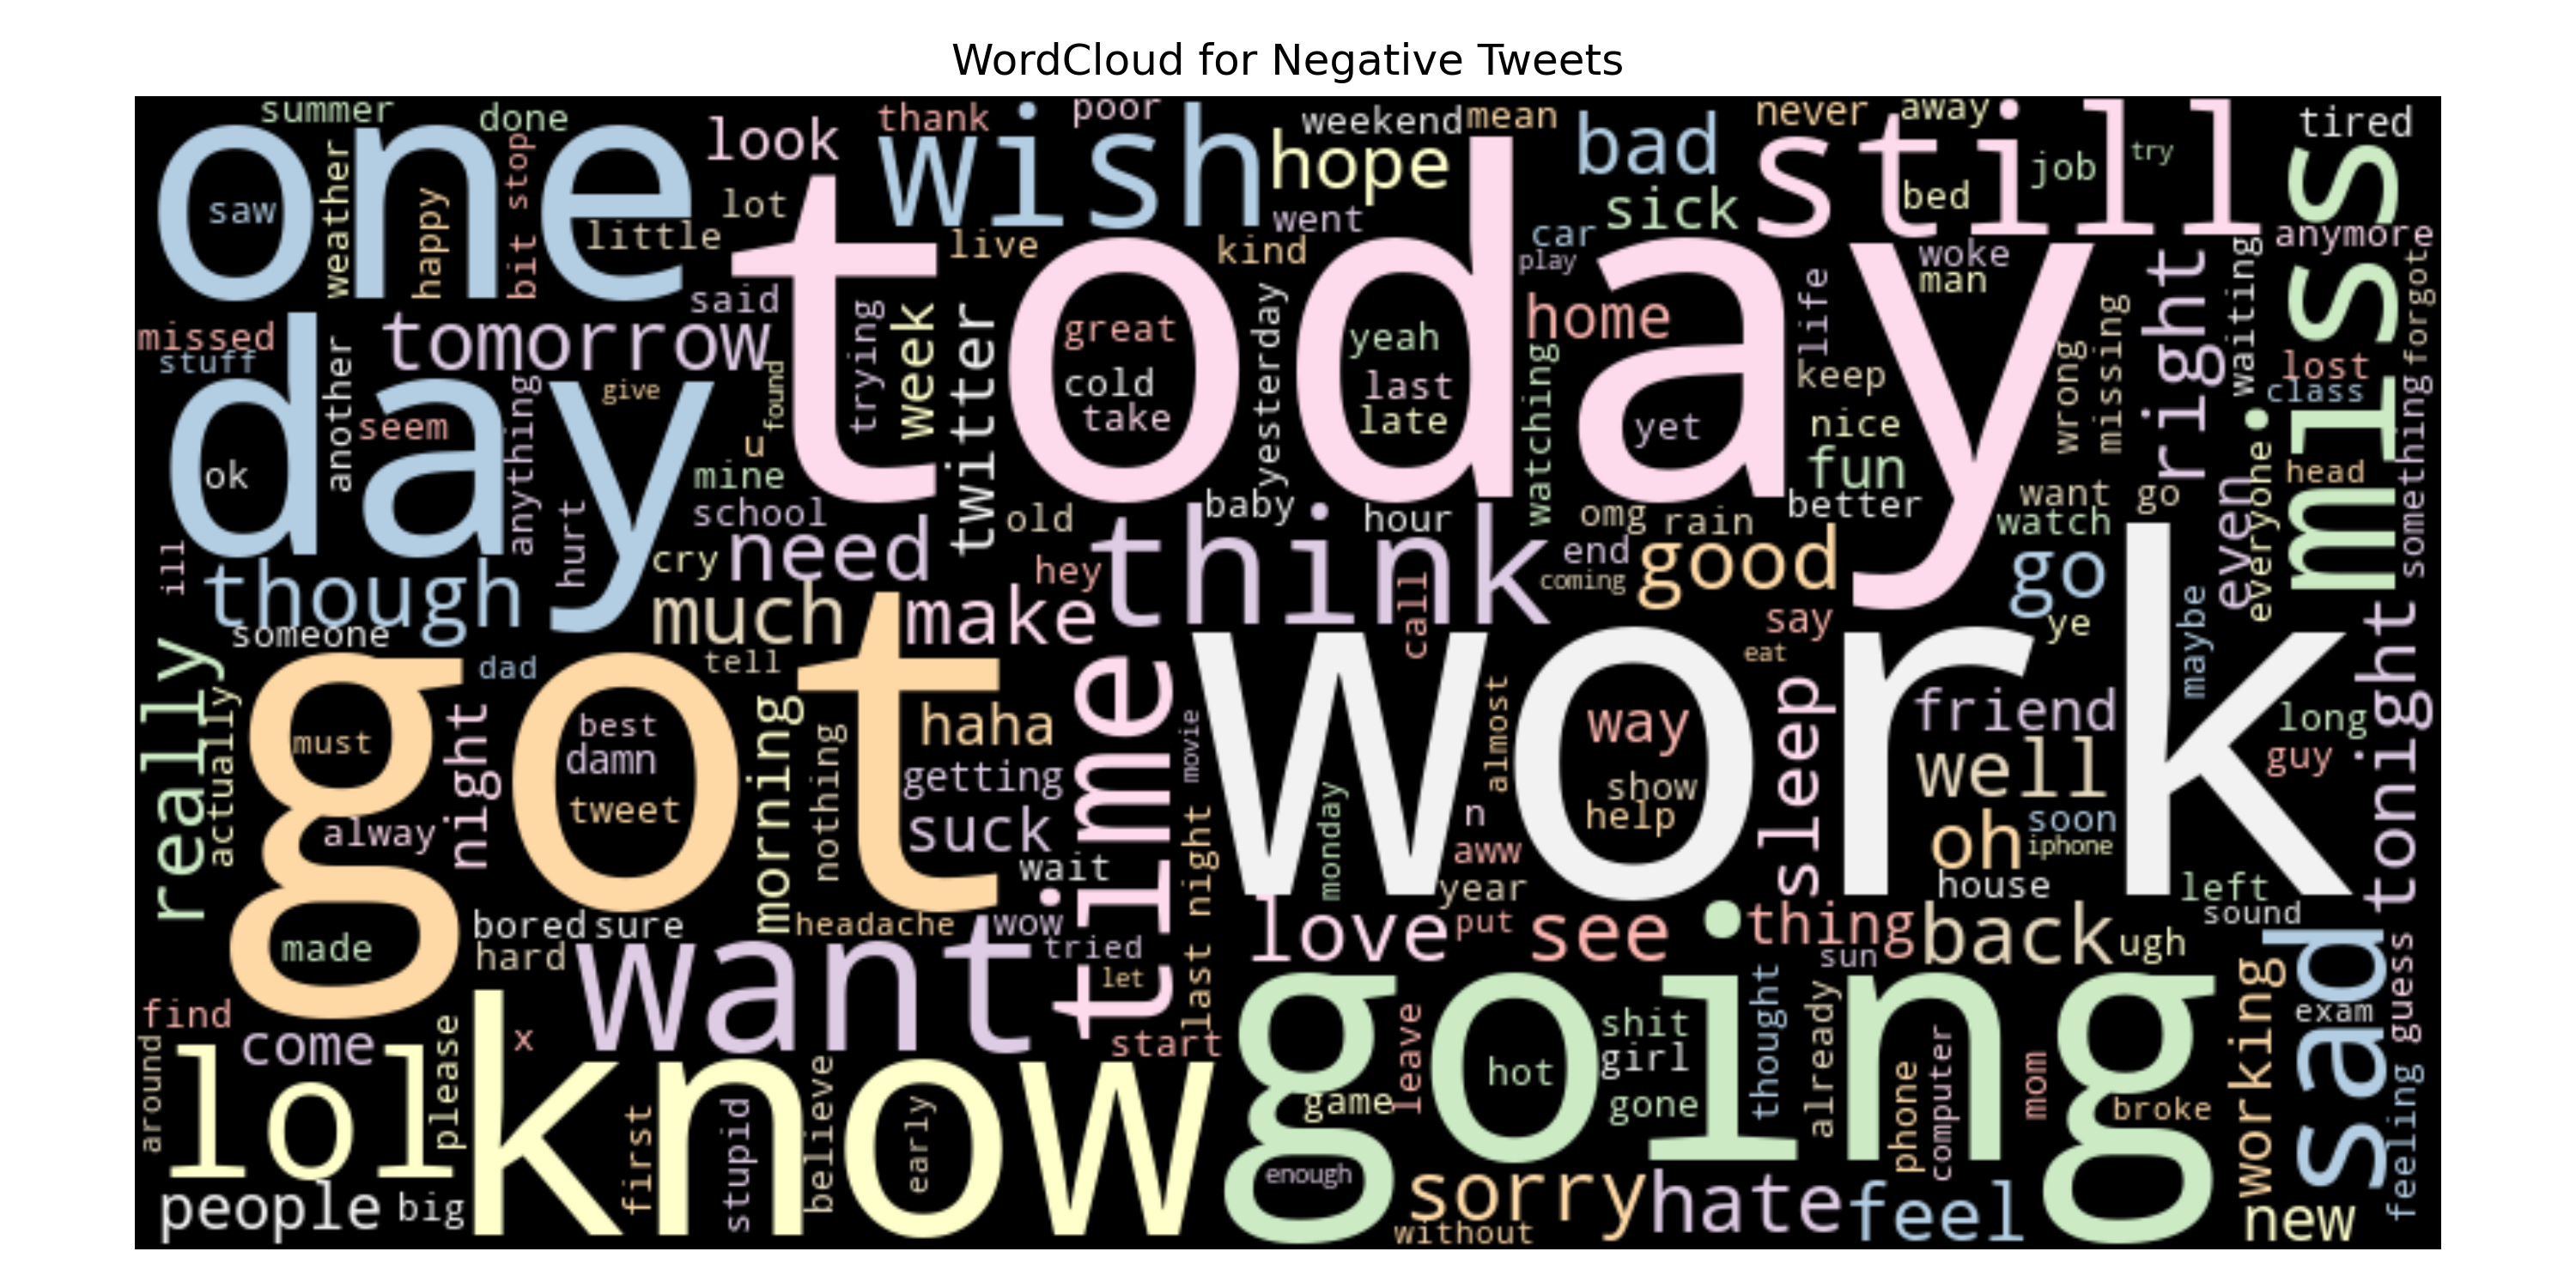 WordCloud for Negative Tweets
summer
done
look
thank
wish
poor
weekend
mean
bad
never
away
still
tired
one
saw
weather
happy
bit stop
little
lot
live
hope
went
kind
sick
car
play
bed
job
try
miss
anymore
today
said
woke
man
right
waiting
forgot
missed
stuff
tomorrow
trying
week
twitter
great
cold
take
yesterday
yeah
last
late
watching
home
yet
life
keep
nice
fun
better
wrong
missing
lost
class
day
ok
another
seem
anything
give
found
u
mine
school
hurt
ill
though
someone
cry
need
old
hey
baby
hour
think
omg
rain
end
coming
good
want
go
watch
go
even
everyone
head
something
much
make
call
say
eat
ye
maybe
tonight
really
actually
got
must
dad
tell
night
best
damn
tweet
alway
made
morning
nothing
haha
getting
suck
wait
time
movie
last night
work
almost
monday
n
aww
year
way
show
help
sleep
friend
well
oh
soon
iphone
house
long
guy
left
sound
bored
sure
hard
headache
wow
tried
let
want
love
put
see
thing
sun
back
ugh
sad
exam
guess
find
come
please
x
around
lol
know
start
going
leave
hot
shit
girl
gone
thought
already
phone
computer
mom
broke
working
feeling
game
enough
people
big
first
stupid
believe
early
sorry
without
hate
feel
new